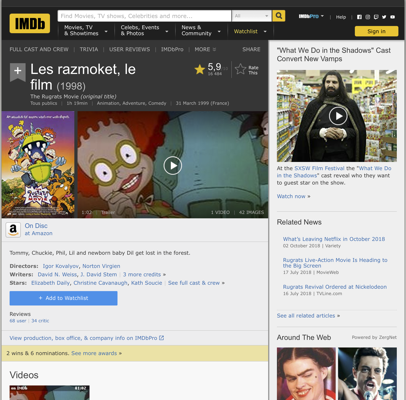 IMDb
Find Movies, TV shows, Celebrities and more...
All
IMDbPro
Help
Movies, TV & Showtimes
Celebs, Events & Photos
News & Community
Watchlist
Sign in
FULL CAST AND CREW | TRIVIA | USER REVIEWS | IMDbPro | MORE
SHARE
Les razmoket, le film (1998)
The Rugrats Movie (original title)
Tous publics | 1h 19min | Animation, Adventure, Comedy | 31 March 1999 (France)
5,9
Rate This
1 VIDEO | 42 IMAGES
On Disc
at Amazon
Tommy, Chuckie, Phil, Lil and newborn baby Dil get lost in the forest.
Directors: Igor Kovalyov, Norton Virgien
Writers: David N. Weiss, J. David Stem | 3 more credits »
Stars: Elizabeth Daily, Christine Cavanaugh, Kath Soucie | See full cast & crew »
+ Add to Watchlist
Reviews
68 user | 34 critic
View production, box office, & company info on IMDbPro
2 wins & 6 nominations. See more awards »
Videos
"What We Do in the Shadows" Cast Convert New Vamps
At the SXSW Film Festival the "What We Do in the Shadows" cast reveal who they want to guest star on the show.
Watch now »
Related News
What's Leaving Netflix in October 2018
02 October 2018 | Variety
Rugrats Live-Action Movie Is Heading to the Big Screen
17 July 2018 | MovieWeb
Rugrats Revival Ordered at Nickelodeon
16 July 2018 | TVLine.com
See all related articles »
Around The Web
Powered by ZergNet